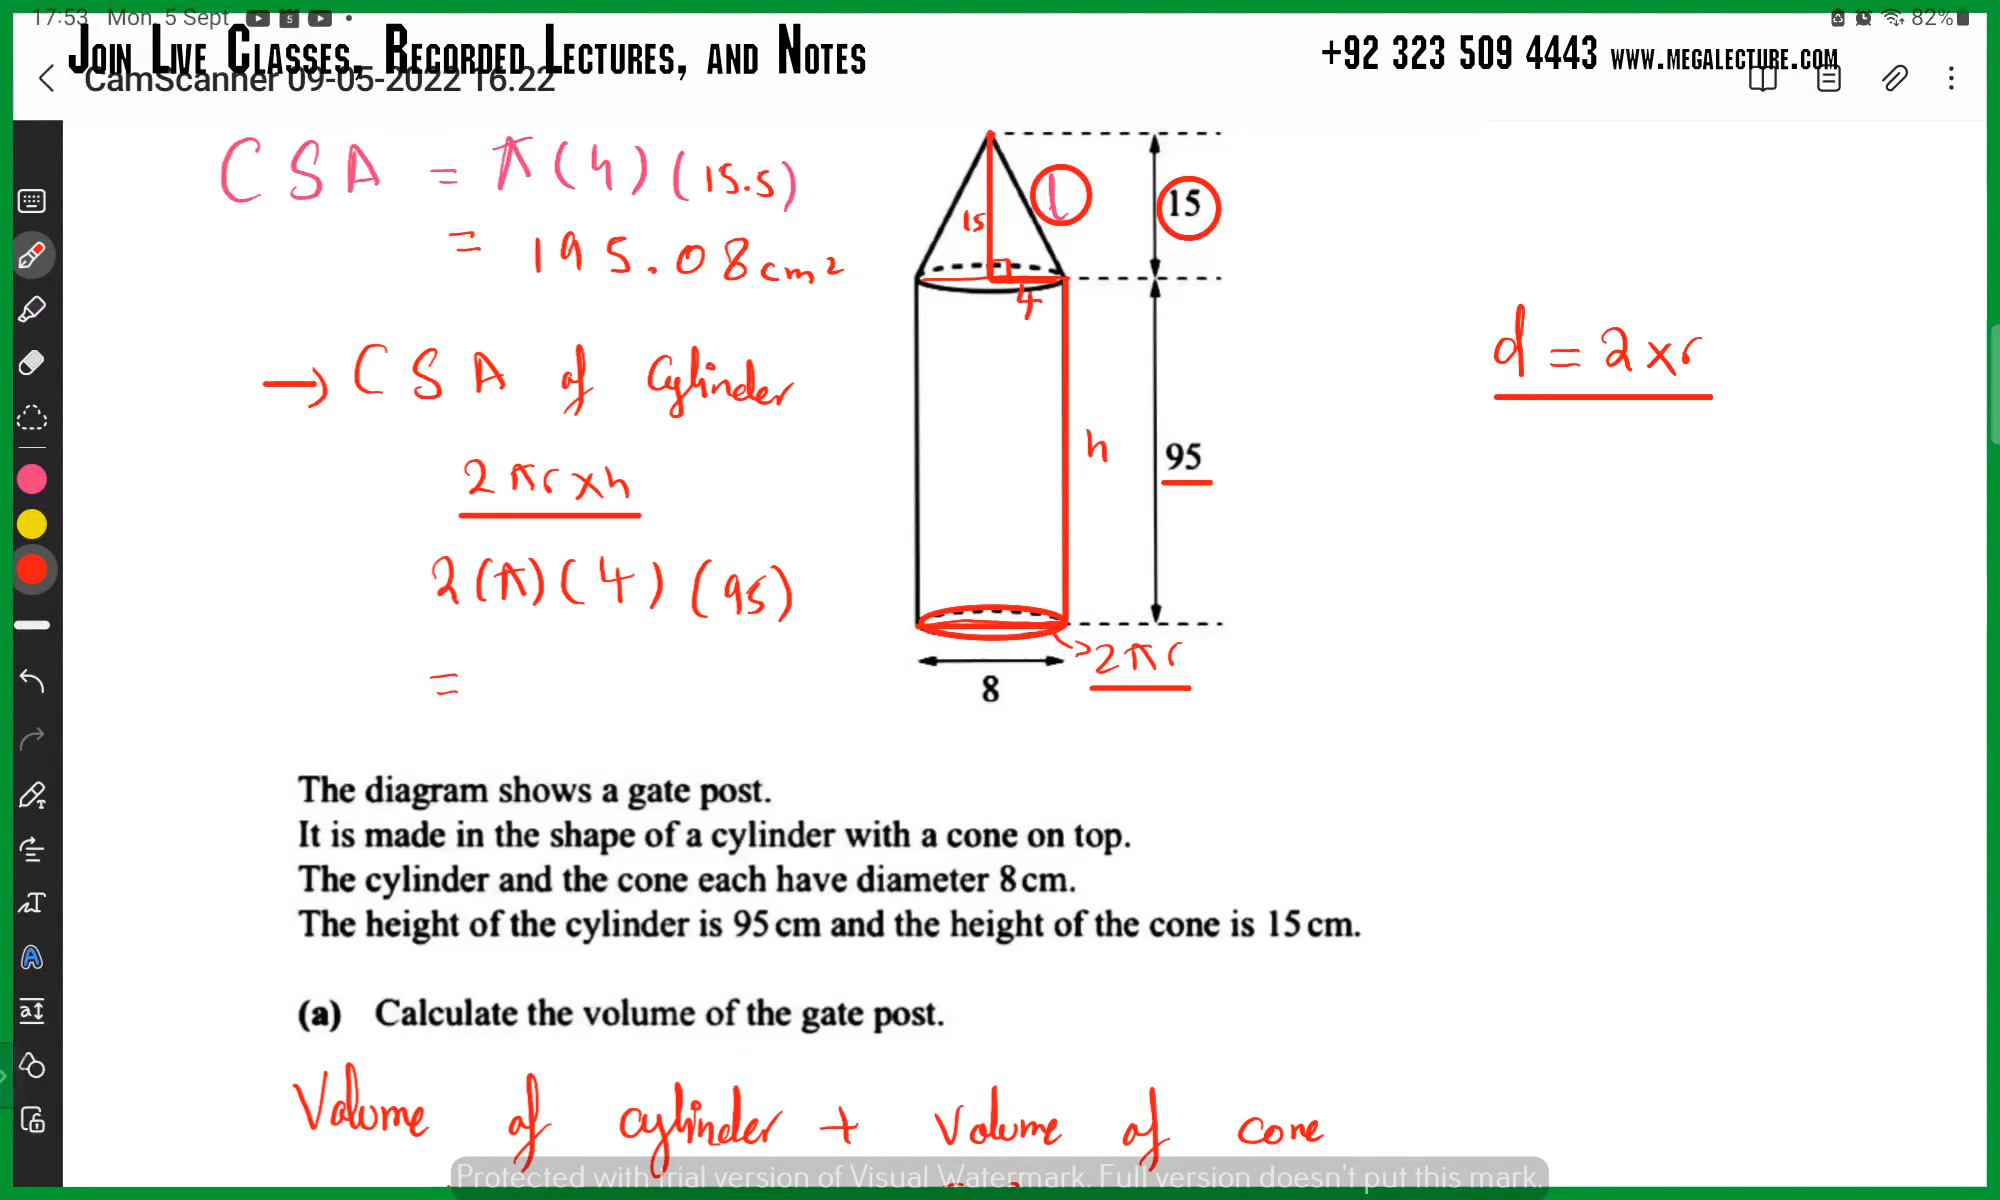 17:53 Mon, 5 Sept
82%
JOIN LIVE CLASSES, RECORDED LECTURES, AND NOTES
+92 323 509 4443 WWW.MEGALECTURE.COM
CamScanner 09-05-2022 16.22
CSA = π(4)(15.5)
= 195.08cm²
→ CSA of Cylinder
2πr×h
2(π)(4)(95)
=
15
l
15
4
h
95
2πr
8
d = 2×r
The diagram shows a gate post.
It is made in the shape of a cylinder with a cone on top.
The cylinder and the cone each have diameter 8 cm.
The height of the cylinder is 95 cm and the height of the cone is 15 cm.
(a) Calculate the volume of the gate post.
Volume of cylinder + volume of cone
Protected with trial version of Visual Watermark. Full version doesn't put this mark.